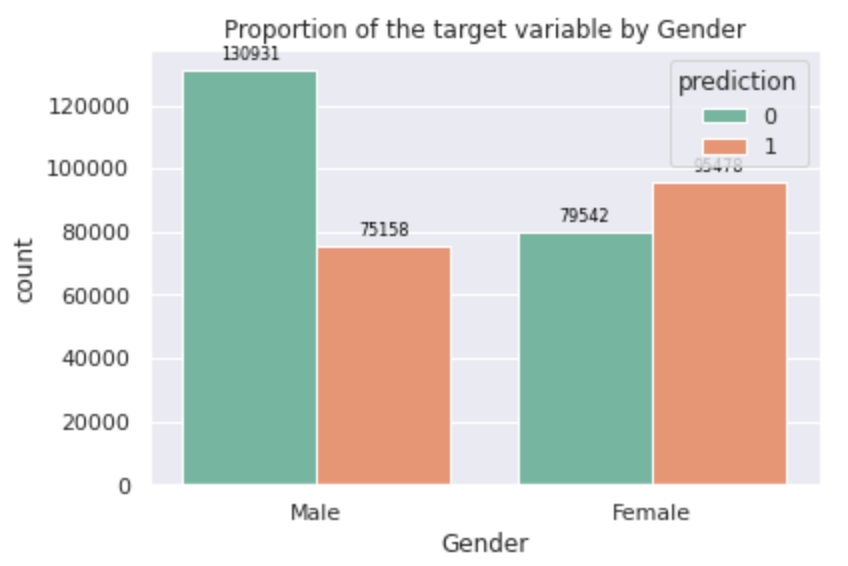 Proportion of the target variable by Gender
130931
prediction
0
1
95478
79542
75158
120000
100000
80000
60000
40000
20000
0
count
Male
Female
Gender